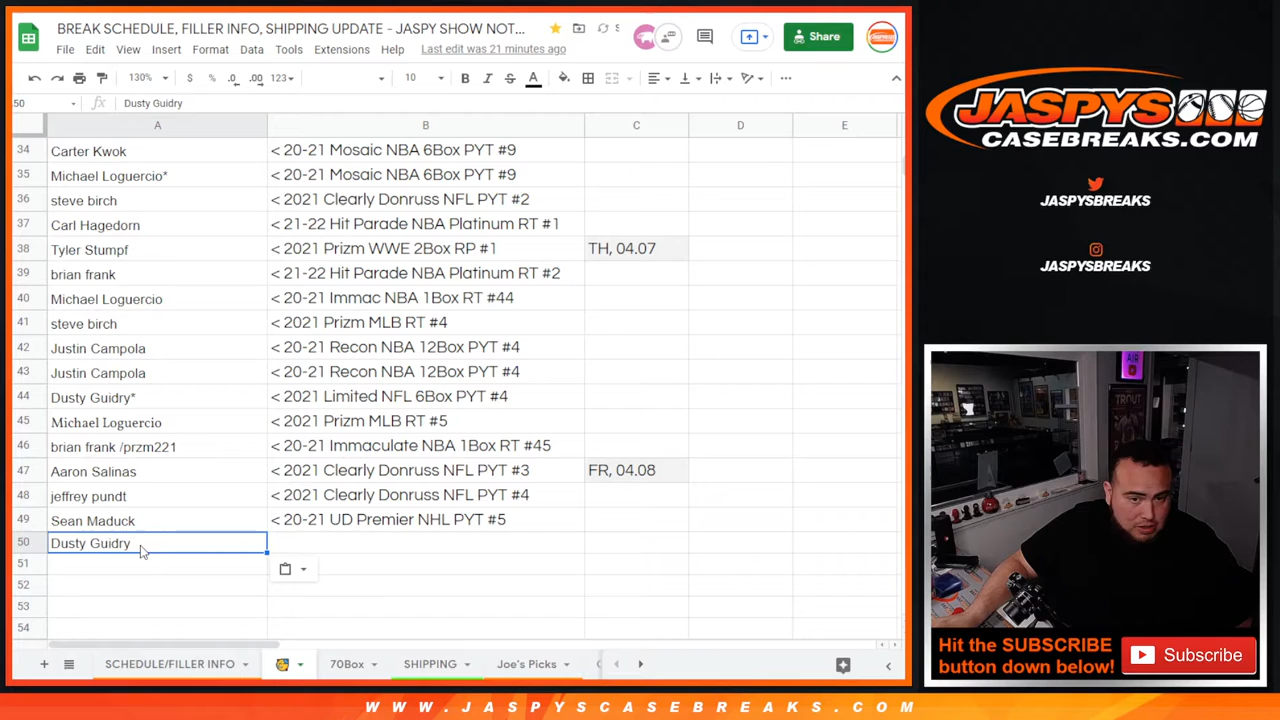 BREAK SCHEDULE, FILLER INFO, SHIPPING UPDATE - JASPY SHOW NOT...
Share
File Edit View Insert Format Data Tools Extensions Help Last edit was 21 minutes ago
130% $ % .0 .00 123 10 B I S A
50 fx Dusty Guidry
A B C D E
34 Carter Kwok < 20-21 Mosaic NBA 6Box PYT #9
35 Michael Loguercio* < 20-21 Mosaic NBA 6Box PYT #9
36 steve birch < 2021 Clearly Donruss NFL PYT #2
37 Carl Hagedorn < 21-22 Hit Parade NBA Platinum RT #1
38 Tyler Stumpf < 2021 Prizm WWE 2Box RP #1 TH, 04.07
39 brian frank < 21-22 Hit Parade NBA Platinum RT #2
40 Michael Loguercio < 20-21 Immac NBA 1Box RT #44
41 steve birch < 2021 Prizm MLB RT #4
42 Justin Campola < 20-21 Recon NBA 12Box PYT #4
43 Justin Campola < 20-21 Recon NBA 12Box PYT #4
44 Dusty Guidry* < 2021 Limited NFL 6Box PYT #4
45 Michael Loguercio < 2021 Prizm MLB RT #5
46 brian frank /przm221 < 20-21 Immaculate NBA 1Box RT #45
47 Aaron Salinas < 2021 Clearly Donruss NFL PYT #3 FR, 04.08
48 jeffrey pundt < 2021 Clearly Donruss NFL PYT #4
49 Sean Maduck < 20-21 UD Premier NHL PYT #5
50 Dusty Guidry
51
52
53
54
SCHEDULE/FILLER INFO 70Box SHIPPING Joe's Picks
JASPYS
CASEBREAKS.COM
JASPYSBREAKS
JASPYSBREAKS
AIR
TROUT
Hit the SUBSCRIBE
button down below!
Subscribe
WWW.JASPYSCASEBREAKS.COM